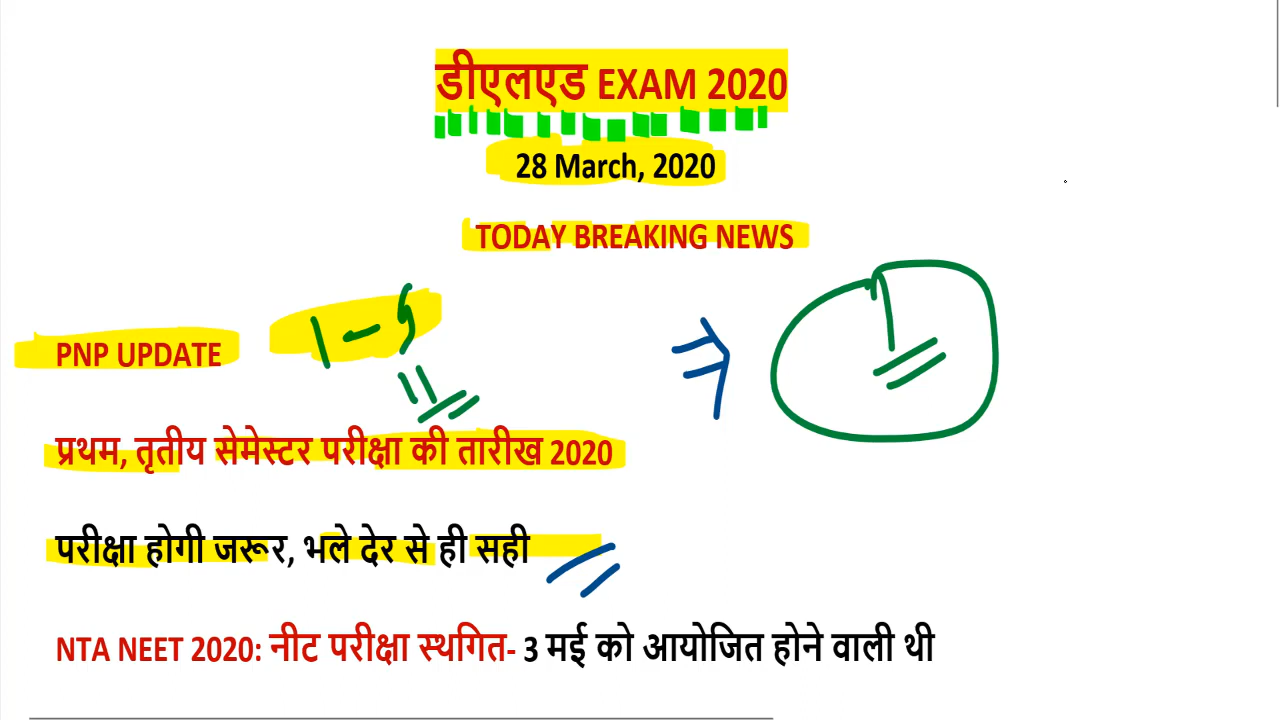 डीएलएड EXAM 2020
28 March, 2020
TODAY BREAKING NEWS
PNP UPDATE
प्रथम, तृतीय सेमेस्टर परीक्षा की तारीख 2020
परीक्षा होगी जरूर, भले देर से ही सही
NTA NEET 2020: नीट परीक्षा स्थगित- 3 मई को आयोजित होने वाली थी